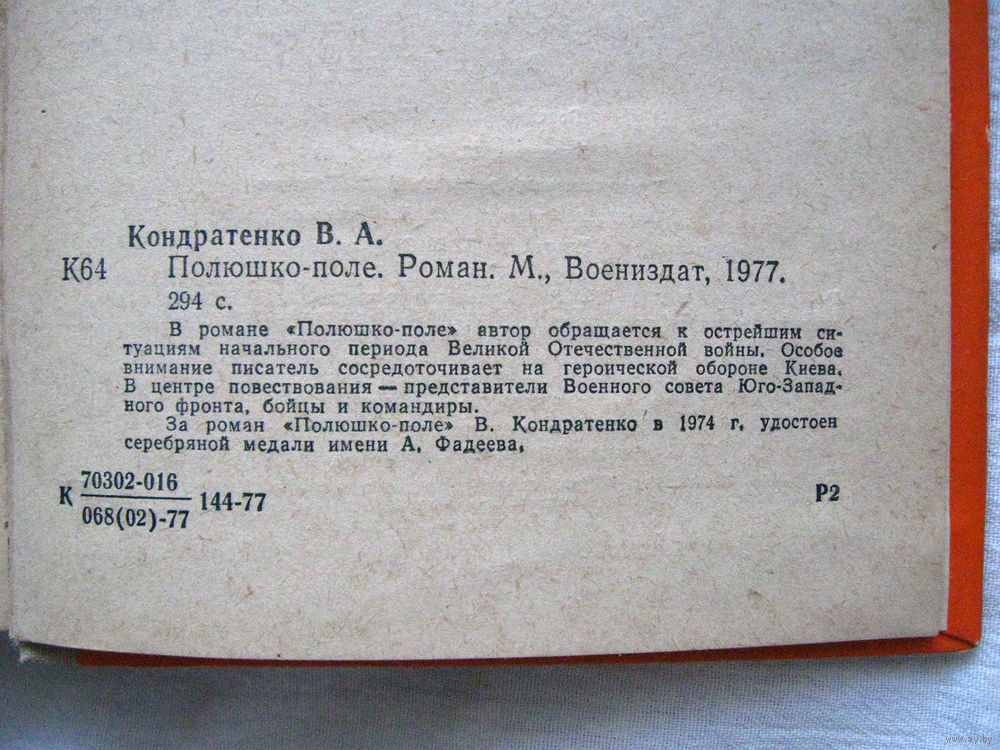 Кондратенко В. А.
К64 Полюшко-поле. Роман. М., Воениздат, 1977.
294 с.
В романе «Полюшко-поле» автор обращается к острейшим си-
туациям начального периода Великой Отечественной войны. Особое
внимание писатель сосредоточивает на героической обороне Киева.
В центре повествования — представители Военного совета Юго-Запад-
ного фронта, бойцы и командиры.
За роман «Полюшко-поле» В. Кондратенко в 1974 г. удостоен
серебряной медали имени А. Фадеева.
70302-016
К 144-77 Р2
068(02)-77
www.ay.by